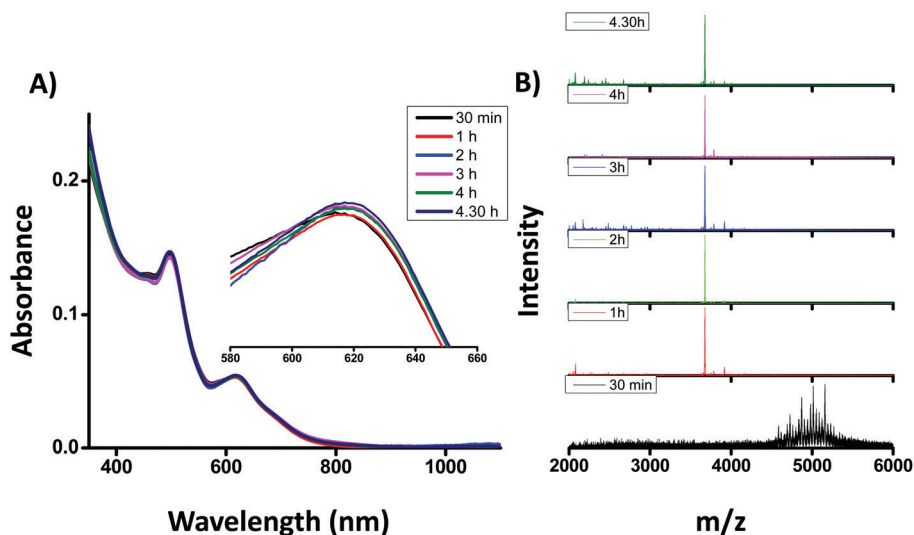 A)
Absorbance
0.2
0.1
0.0
400
600
800
1000
Wavelength (nm)
30 min
1 h
2 h
3 h
4 h
4.30 h
580
600
620
640
660
B)
Intensity
4.30h
4h
3h
2h
1h
30 min
2000
3000
4000
5000
6000
m/z